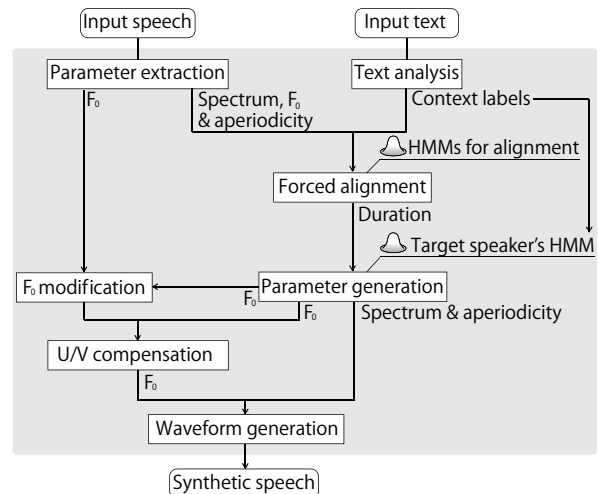 Input speech
Input text
Parameter extraction
Text analysis
F₀
Spectrum, F₀
& aperiodicity
Context labels
HMMs for alignment
Forced alignment
Duration
Target speaker's HMM
F₀ modification
Parameter generation
F₀
F₀
Spectrum & aperiodicity
U/V compensation
F₀
Waveform generation
Synthetic speech